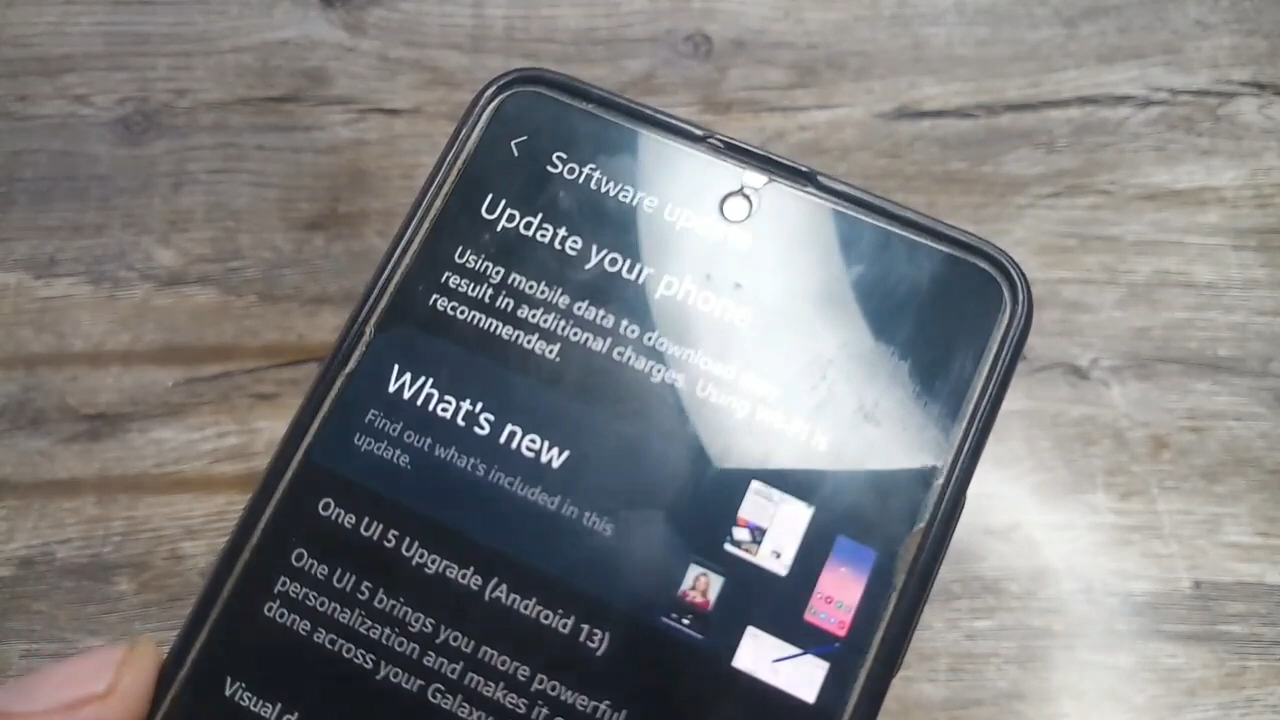 Software update
Update your phone
Using mobile data to download may
result in additional charges. Using Wi-Fi is
recommended.
What's new
Find out what's included in this
update.
One UI 5 Upgrade (Android 13)
One UI 5 brings you more powerful
personalization and makes it
done across your Galaxy
Visual